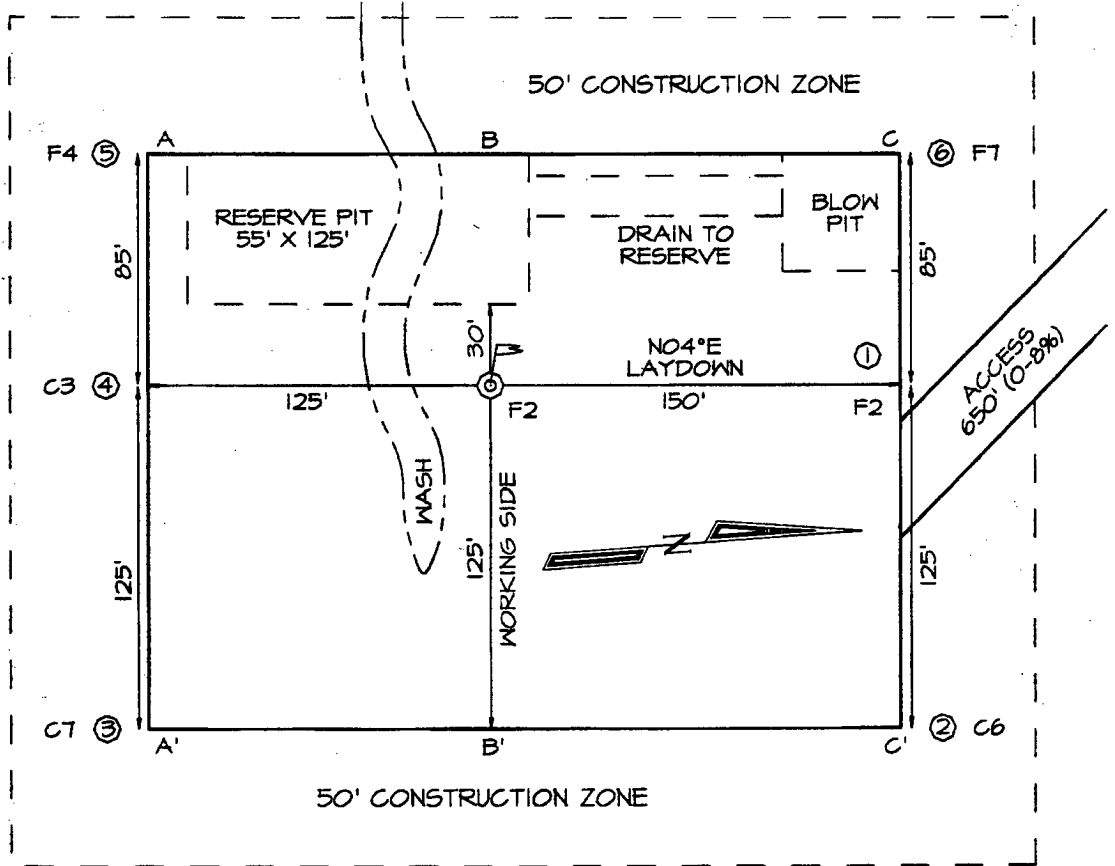 50' CONSTRUCTION ZONE
A
B
C
F4 ⑤
⑥ F7
RESERVE PIT
55' X 125'
BLOW
PIT
DRAIN TO
RESERVE
85'
85'
30'
N04°E
LAYDOWN
①
ACCESS
650' (0-8%)
C3 ④
125'
F2
150'
F2
WASH
WORKING SIDE
125'
N
125'
125'
C7 ③
② C6
A'
B'
C'
50' CONSTRUCTION ZONE